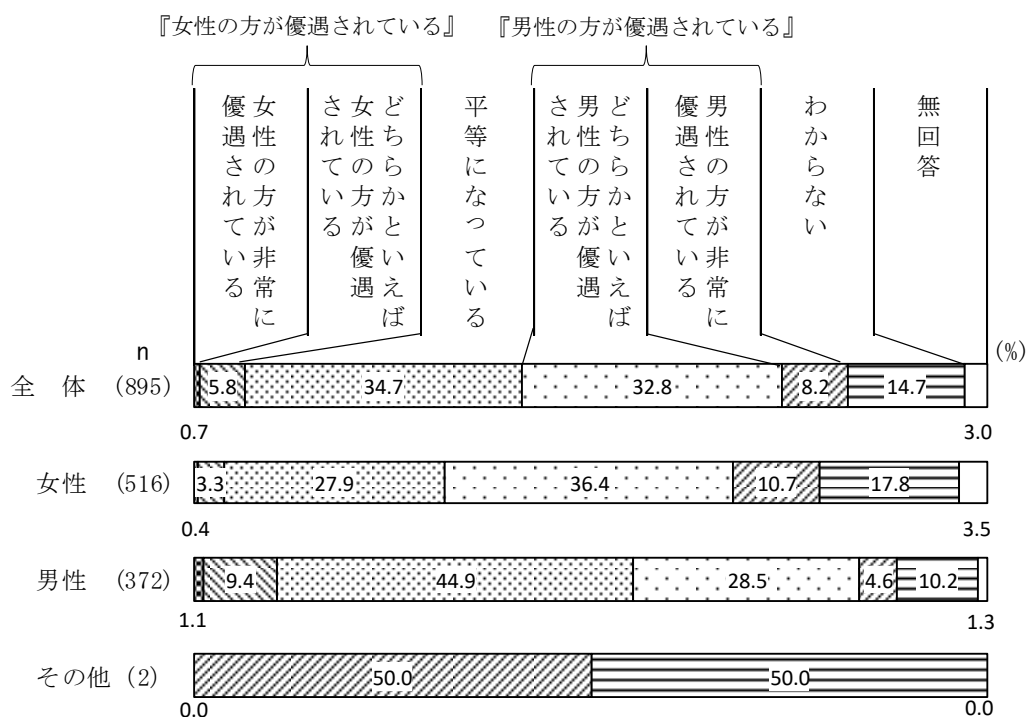 『女性の方が優遇されている』
『男性の方が優遇されている』
女性の方が非常に
優遇されている
どちらかといえば
女性の方が優遇
されている
平等になっている
どちらかといえば
男性の方が優遇
されている
男性の方が非常に
優遇されている
わからない
無回答
n
(%)
全 体 (895)
5.8 34.7 32.8 8.2 14.7
0.7 3.0
女性 (516)
3.3 27.9 36.4 10.7 17.8
0.4 3.5
男性 (372)
9.4 44.9 28.5 4.6 10.2
1.1 1.3
その他 (2)
50.0 50.0
0.0 0.0